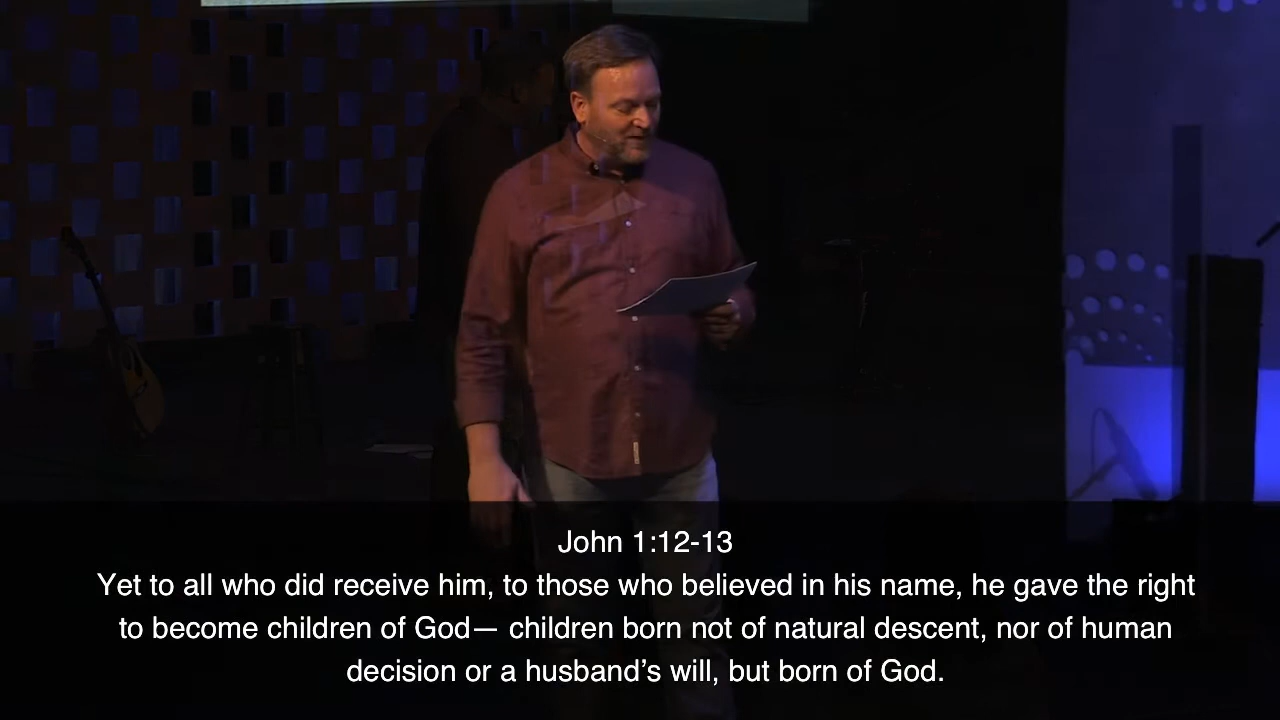 John 1:12-13
Yet to all who did receive him, to those who believed in his name, he gave the right
to become children of God— children born not of natural descent, nor of human
decision or a husband’s will, but born of God.